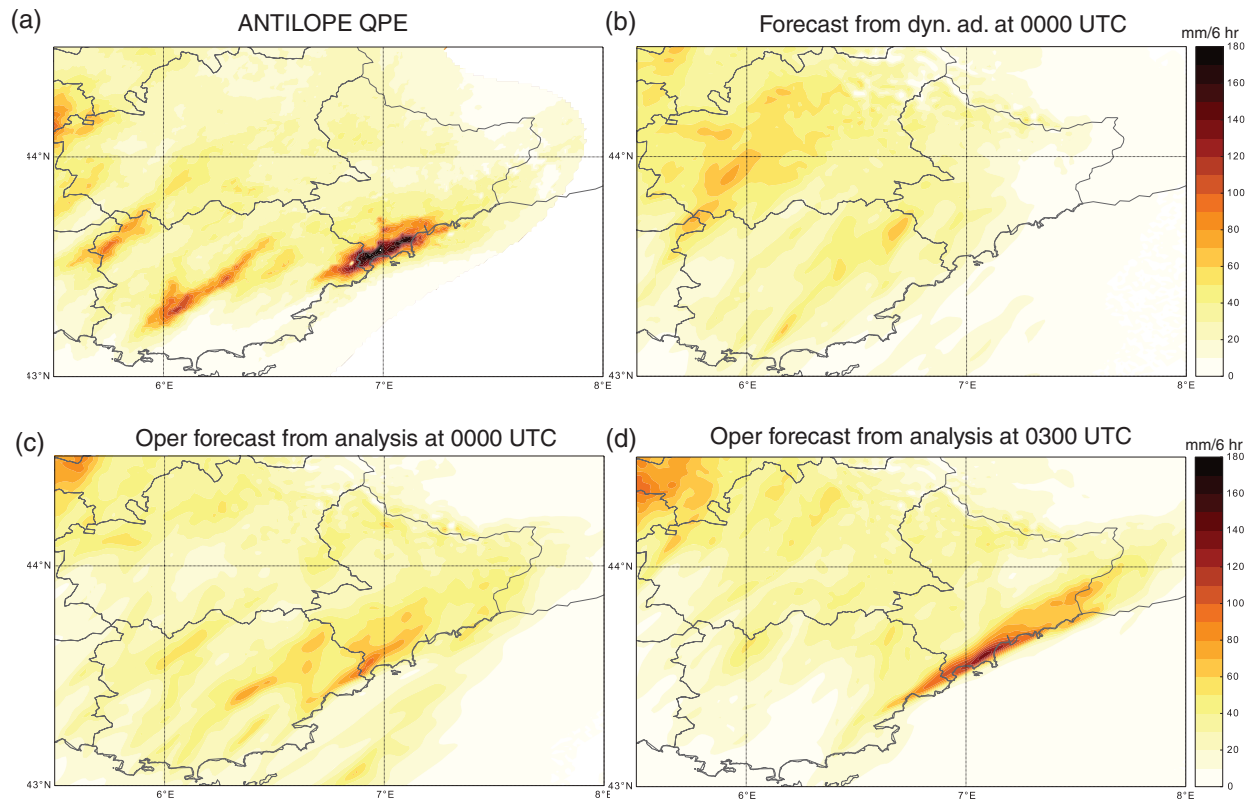 (a)
ANTILOPE QPE
(b)
Forecast from dyn. ad. at 0000 UTC
mm/6 hr
180
160
140
120
100
80
60
40
20
0
44°N
43°N
6°E
7°E
8°E
44°N
43°N
6°E
7°E
8°E
(c)
Oper forecast from analysis at 0000 UTC
(d)
Oper forecast from analysis at 0300 UTC
mm/6 hr
180
160
140
120
100
80
60
40
20
0
44°N
43°N
6°E
7°E
8°E
44°N
43°N
6°E
7°E
8°E